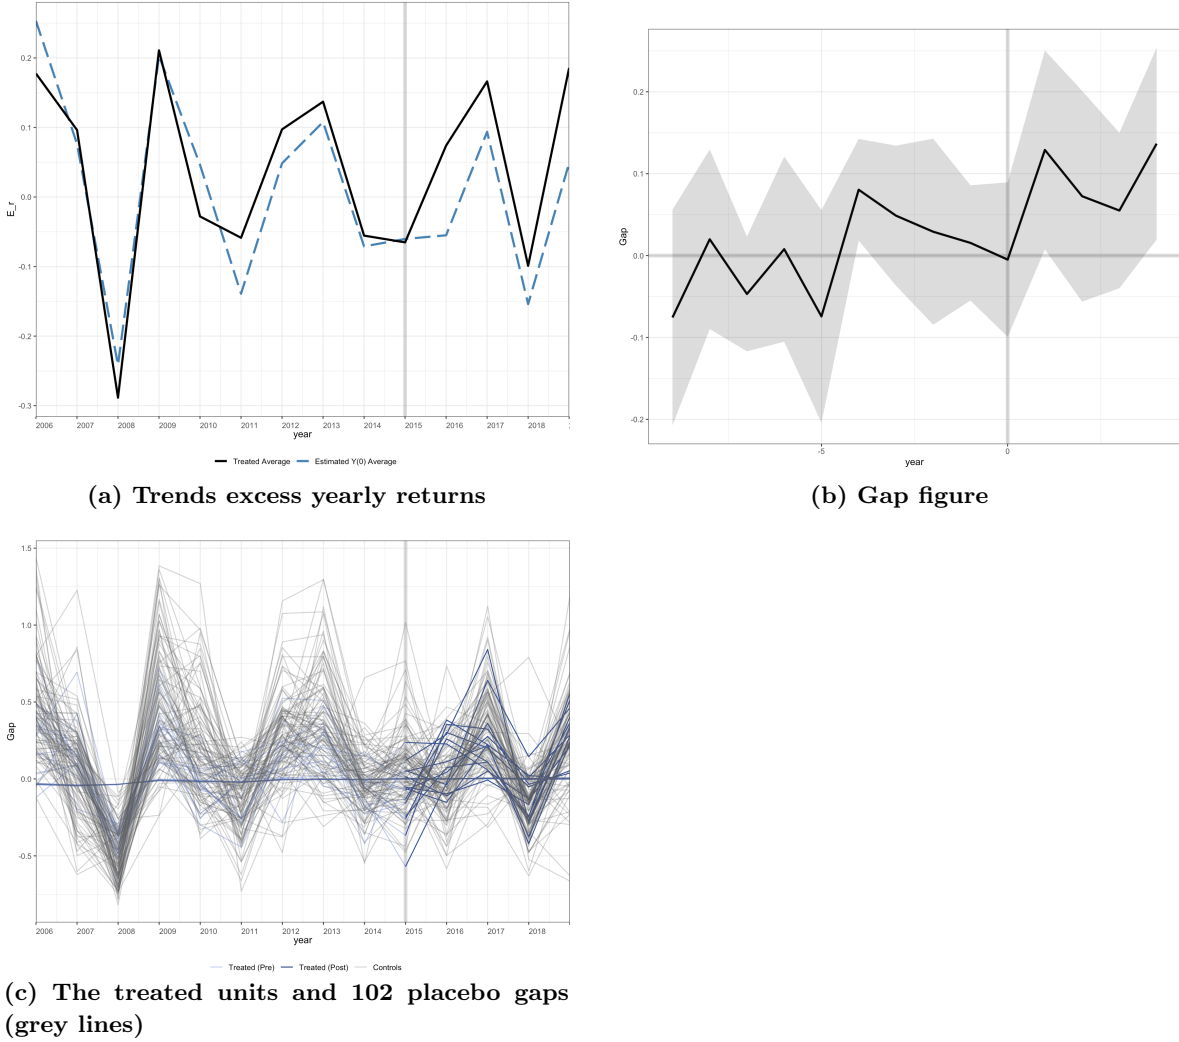 0.2
0.1
0.0
-0.1
-0.2
-0.3
E_r
2006 2007 2008 2009 2010 2011 2012 2013 2014 2015 2016 2017 2018
year
Treated Average Estimated Y(0) Average
(a) Trends excess yearly returns
0.2
0.1
0.0
-0.1
-0.2
Gap
-5 0
year
(b) Gap figure
1.5
1.0
0.5
0.0
-0.5
Gap
2006 2007 2008 2009 2010 2011 2012 2013 2014 2015 2016 2017 2018
year
Treated (Pre) Treated (Post) Controls
(c) The treated units and 102 placebo gaps
(grey lines)